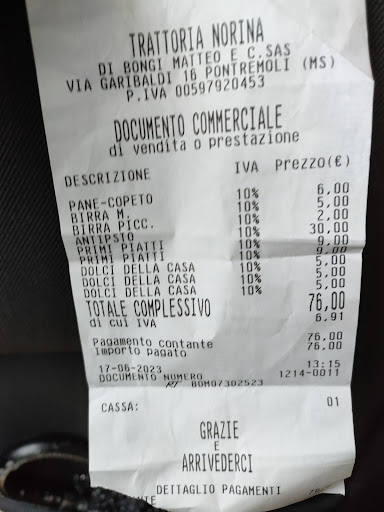 TRATTORIA NORINA
DI BONGI MATTEO E C.SAS
VIA GARIBALDI 16 PONTREMOLI (MS)
P.IVA 00597920453
DOCUMENTO COMMERCIALE
di vendita o prestazione
DESCRIZIONE IVA Prezzo(€)
PANE-COPETO 10% 6,00
BIRRA M. 10% 5,00
BIRRA PICC. 10% 2,00
ANTIPSTO 10% 30,00
PRIMI PIATTI 10% 9,00
PRIMI PIATTI 10% 9,00
DOLCI DELLA CASA 10% 5,00
DOLCI DELLA CASA 10% 5,00
DOLCI DELLA CASA 10% 5,00
TOTALE COMPLESSIVO 76,00
di cui IVA 6,91
Pagamento contante 76,00
Importo pagato 76,00
17-06-2023 13:15
DOCUMENTO NUMERO 1214-0011
RT BOM07302523
CASSA: 01
GRAZIE
E
ARRIVEDERCI
DETTAGLIO PAGAMENTI